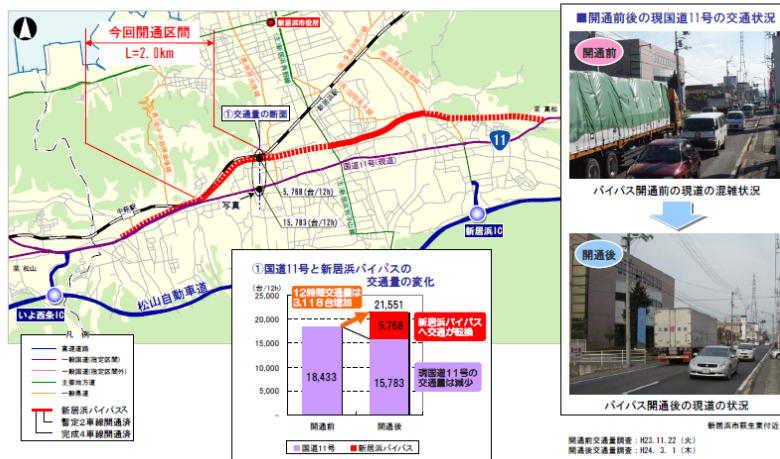 新居浜市役所
今回開通区間
L=2.0km
①交通量の断面
至 高松
11
国道11号(現道)
5,768(台/12h)
15,783(台/12h)
写真
中萩駅
新居浜IC
至 松山
いよ西条IC
松山自動車道
凡 例
高速道路
一般国道(指定区間)
一般国道(指定区間外)
主要地方道
一般県道
新居浜バイパス
暫定2車線開通済
完成4車線開通済
①国道11号と新居浜バイパスの
交通量の変化
(台/12h)
25,000
20,000
15,000
10,000
5,000
0
12時間交通量は
3,118台増加
21,551
5,768
18,433
15,783
新居浜バイパス
へ交通が転換
現国道11号の
交通量は減少
開通前
開通後
国道11号
新居浜バイパス
■開通前後の現国道11号の交通状況
開通前
バイパス開通前の現道の混雑状況
開通後
バイパス開通後の現道の状況
新居浜市萩生東付近
開通前交通量調査：H23.11.22（火）
開通後交通量調査：H24. 3. 1（木）